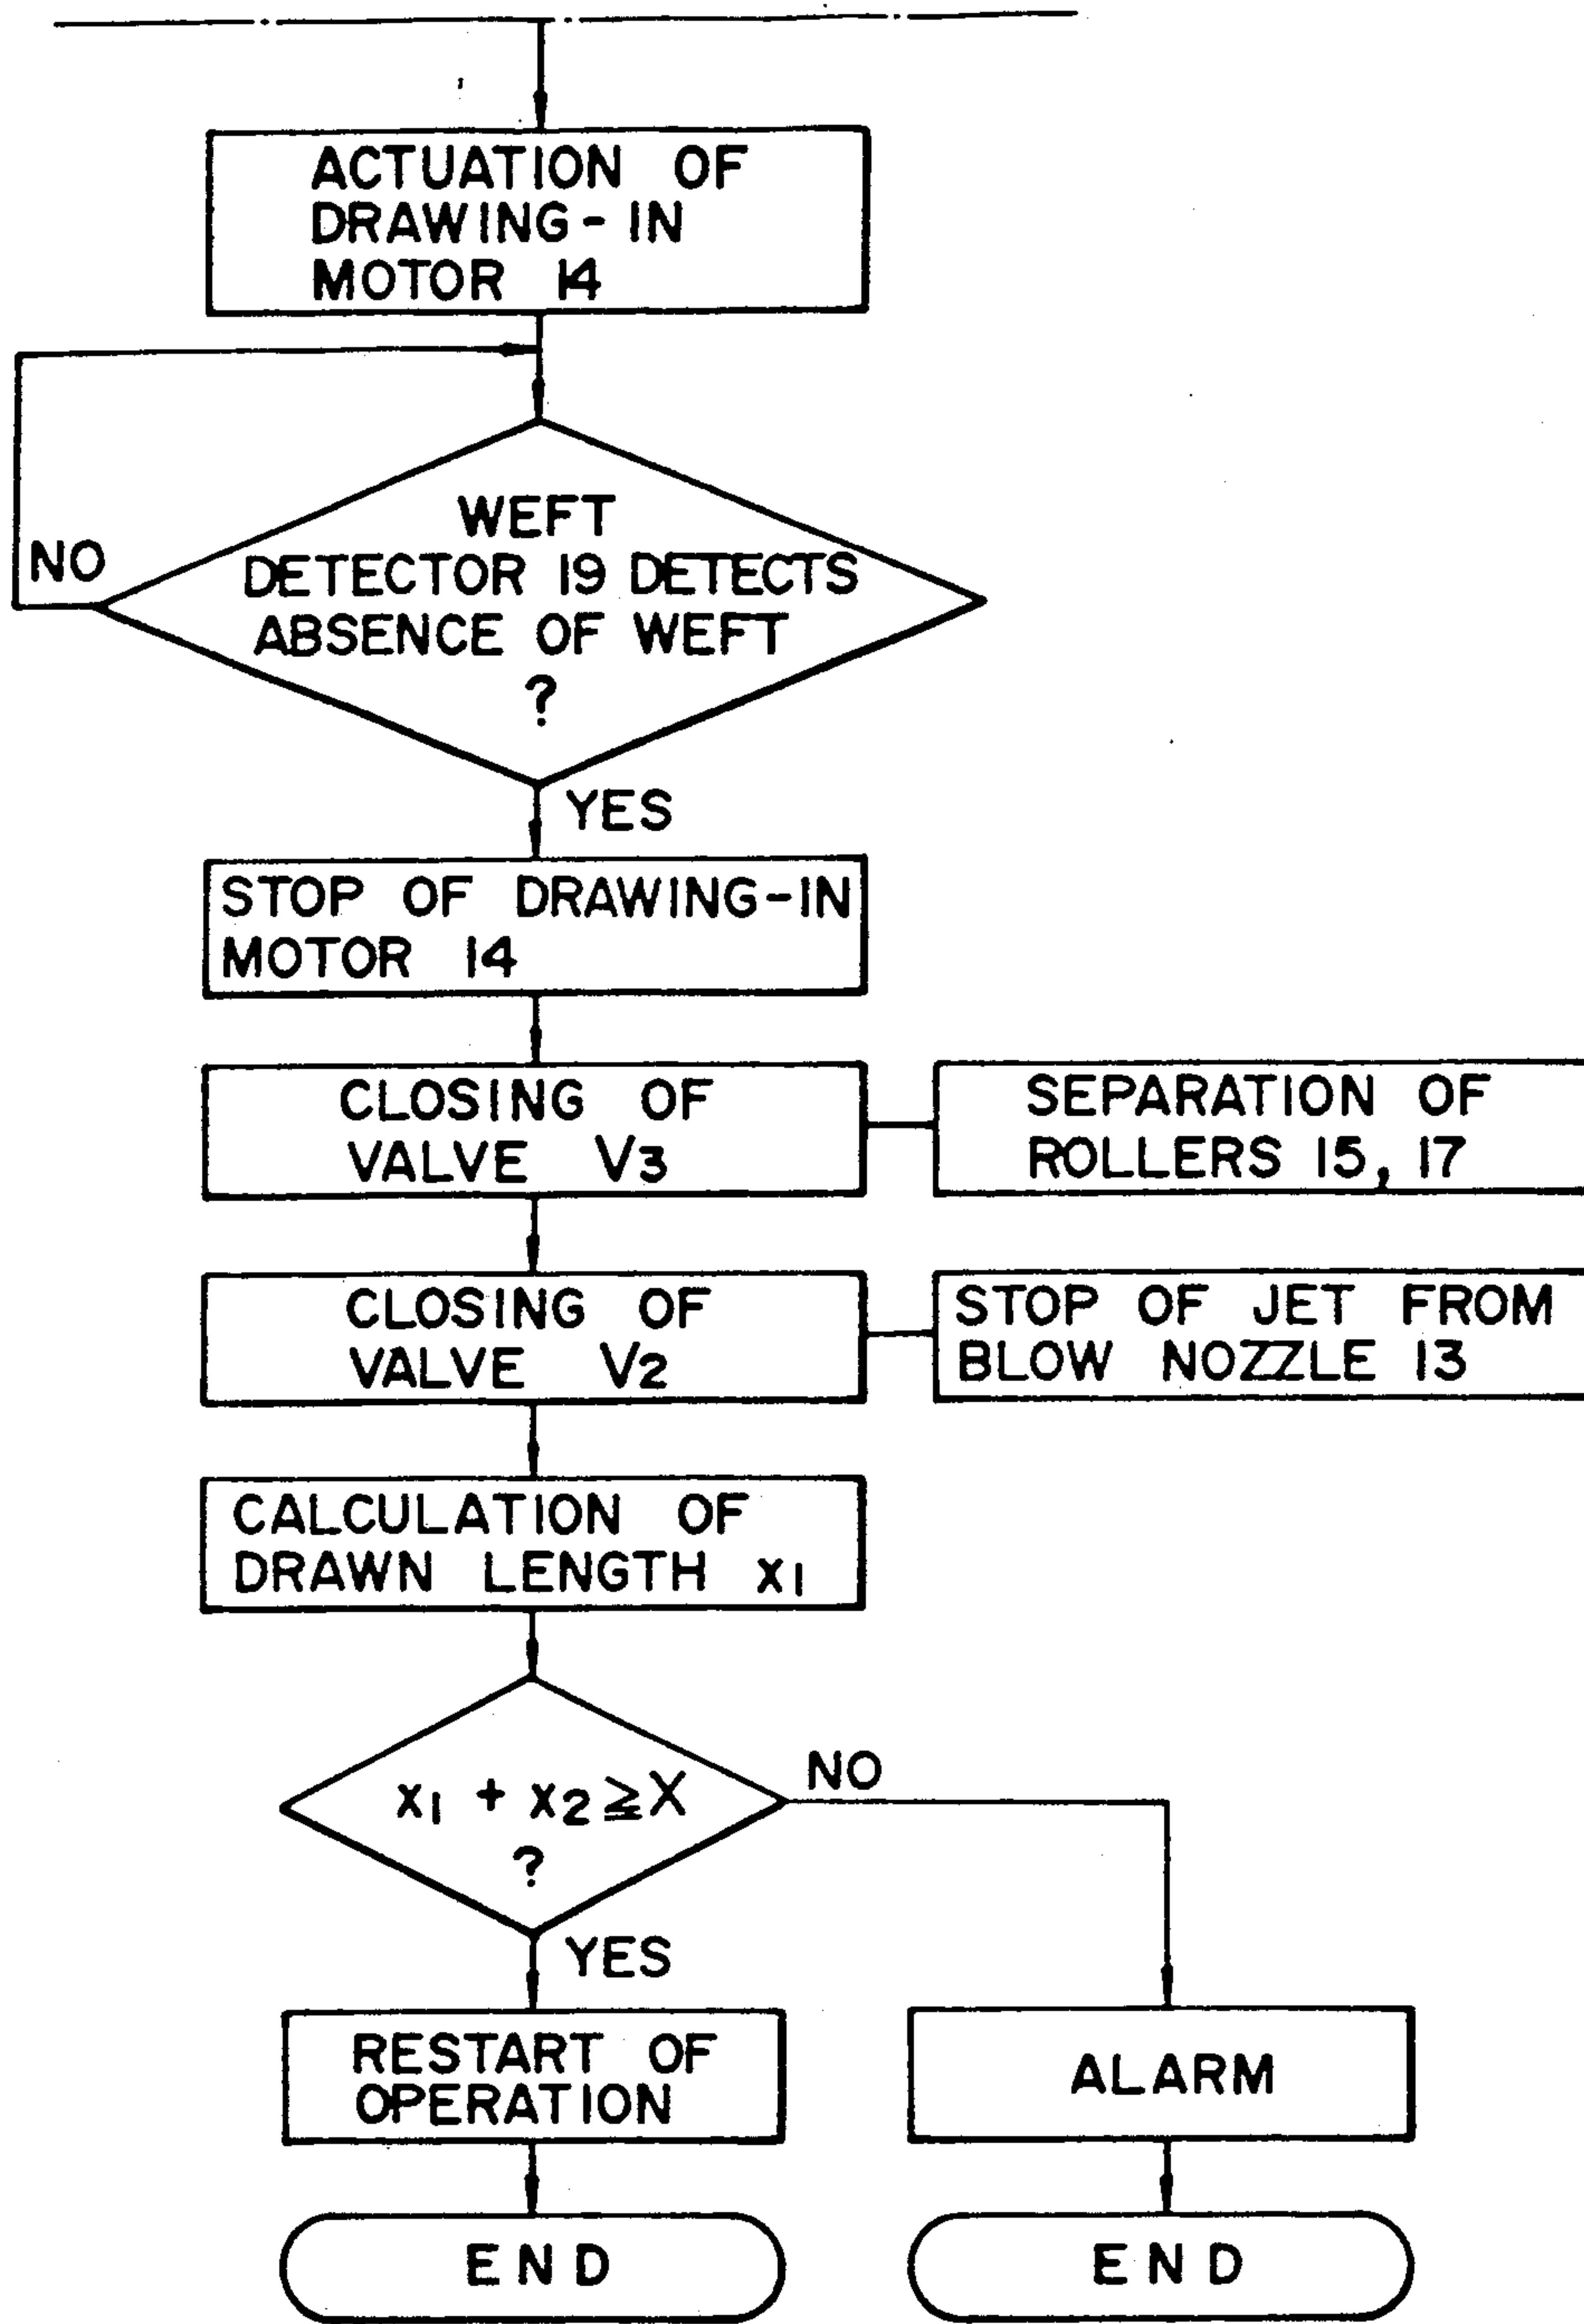 ACTUATION OF
DRAWING-IN
MOTOR 14
WEFT
DETECTOR 19 DETECTS
ABSENCE OF WEFT
?
NO
YES
STOP OF DRAWING-IN
MOTOR 14
CLOSING OF
VALVE V3
SEPARATION OF
ROLLERS 15, 17
CLOSING OF
VALVE V2
STOP OF JET FROM
BLOW NOZZLE 13
CALCULATION OF
DRAWN LENGTH x1
x1 + x2 ≧ X
?
NO
YES
RESTART OF
OPERATION
ALARM
END
END